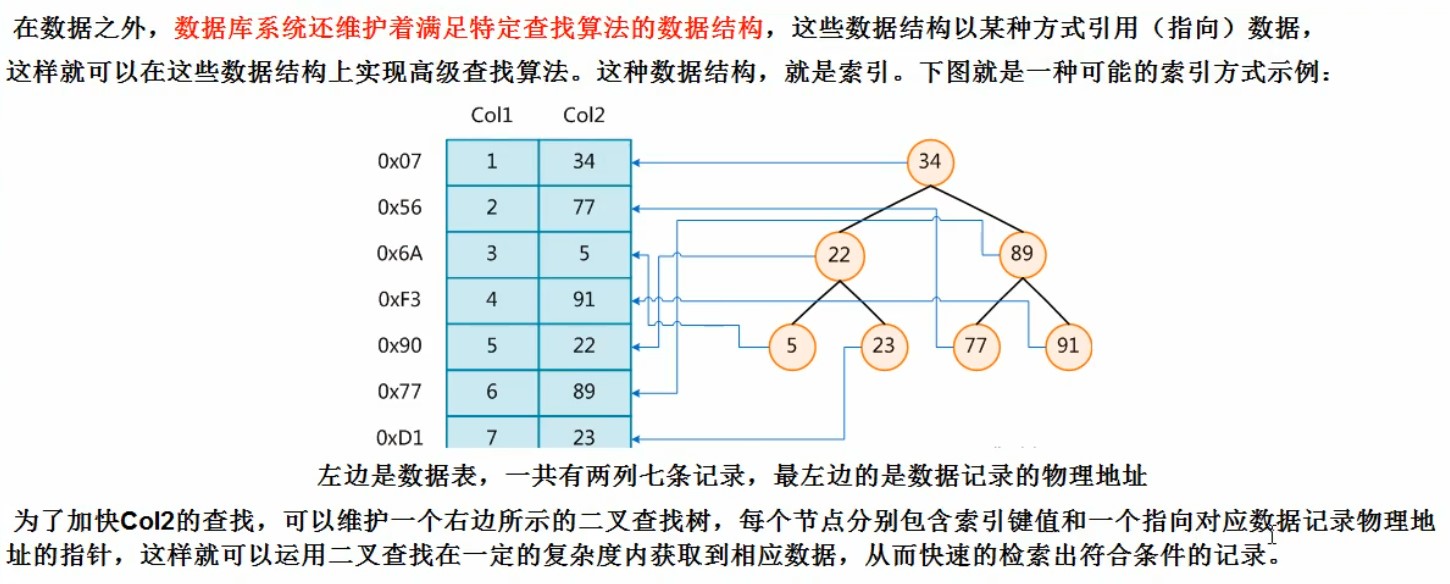 在数据之外，数据库系统还维护着满足特定查找算法的数据结构，这些数据结构以某种方式引用（指向）数据，
这样就可以在这些数据结构上实现高级查找算法。这种数据结构，就是索引。下图就是一种可能的索引方式示例：
Col1 Col2
0x07 1 34 34
0x56 2 77
0x6A 3 5 22 89
0xF3 4 91
0x90 5 22 5 23 77 91
0x77 6 89
0xD1 7 23
左边是数据表，一共有两列七条记录，最左边的是数据记录的物理地址
为了加快Col2的查找，可以维护一个右边所示的二叉查找树，每个节点分别包含索引键值和一个指向对应数据记录物理地
址的指针，这样就可以运用二叉查找在一定的复杂度内获取到相应数据，从而快速的检索出符合条件的记录。